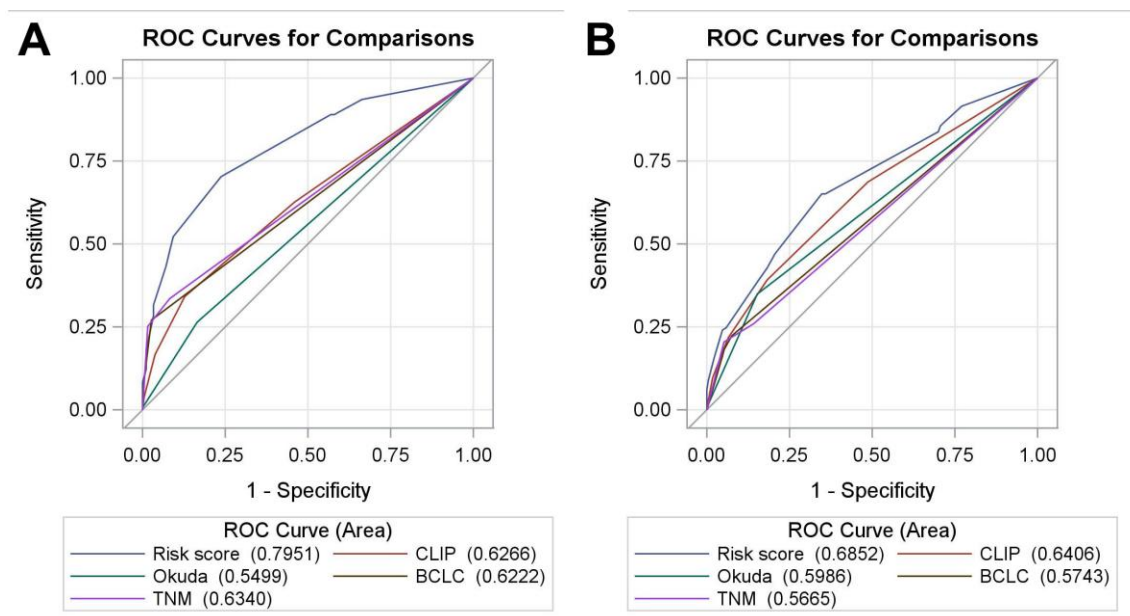 A
ROC Curves for Comparisons
1.00
0.75
0.50
0.25
0.00
Sensitivity
0.00 0.25 0.50 0.75 1.00
1 - Specificity
ROC Curve (Area)
Risk score (0.7951) CLIP (0.6266)
Okuda (0.5499) BCLC (0.6222)
TNM (0.6340)
B
ROC Curves for Comparisons
1.00
0.75
0.50
0.25
0.00
Sensitivity
0.00 0.25 0.50 0.75 1.00
1 - Specificity
ROC Curve (Area)
Risk score (0.6852) CLIP (0.6406)
Okuda (0.5986) BCLC (0.5743)
TNM (0.5665)